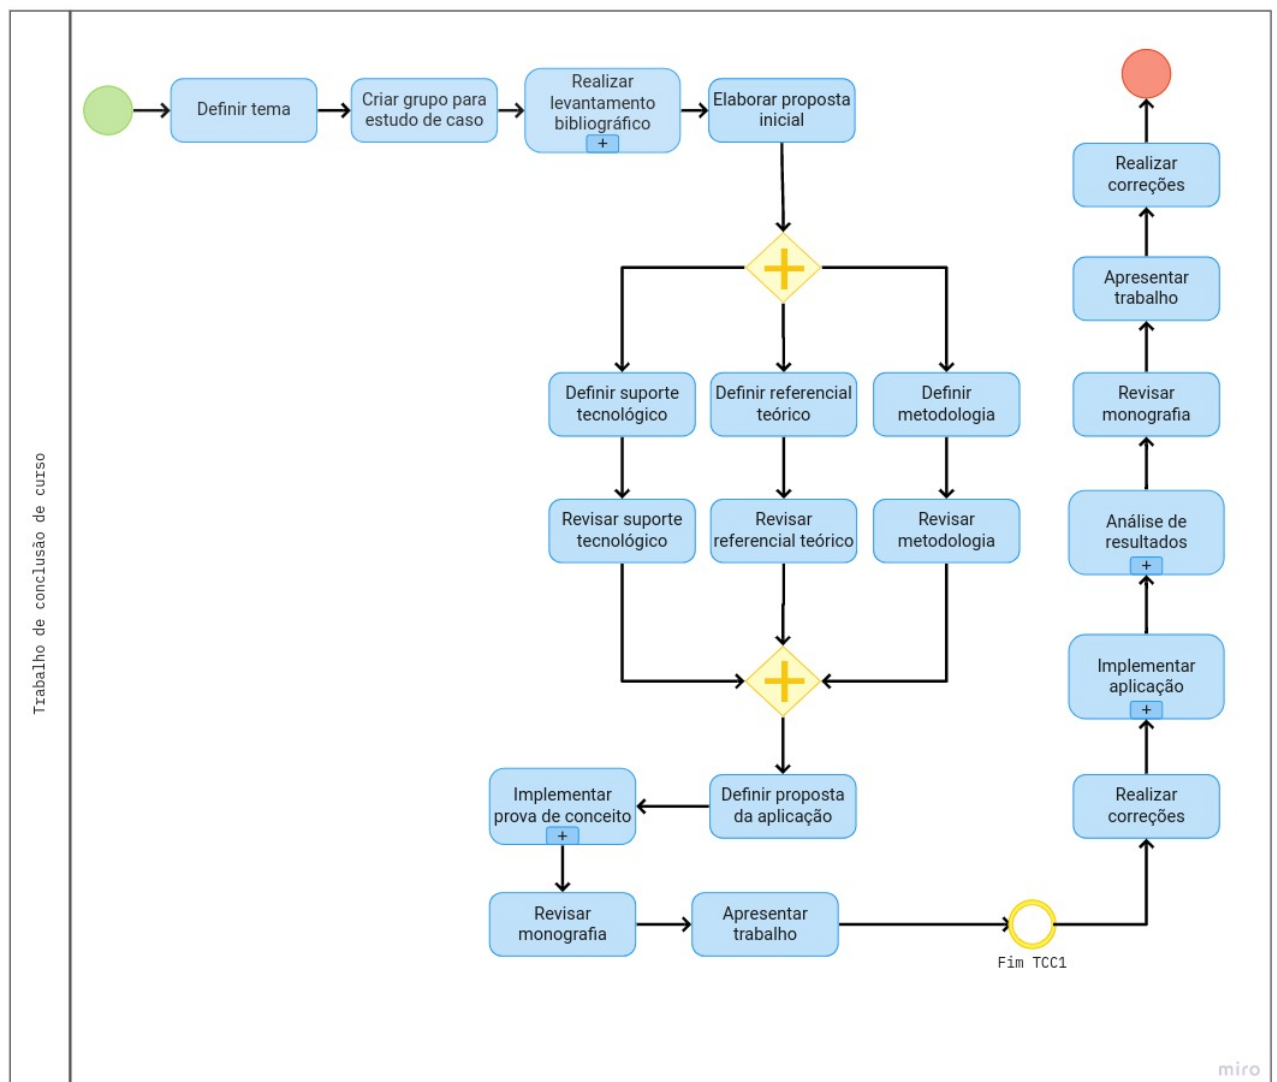 Trabalho de conclusão de curso
Definir tema
Criar grupo para
estudo de caso
Realizar
levantamento
bibliográfico
+
Elaborar proposta
inicial
Definir suporte
tecnológico
Definir referencial
teórico
Definir
metodologia
Revisar suporte
tecnológico
Revisar
referencial teórico
Revisar
metodologia
Definir proposta
da aplicação
Implementar
prova de conceito
+
Revisar
monografia
Apresentar
trabalho
Fim TCC1
Realizar
correções
Implementar
aplicação
+
Análise de
resultados
+
Revisar
monografia
Apresentar
trabalho
Realizar
correções
miro